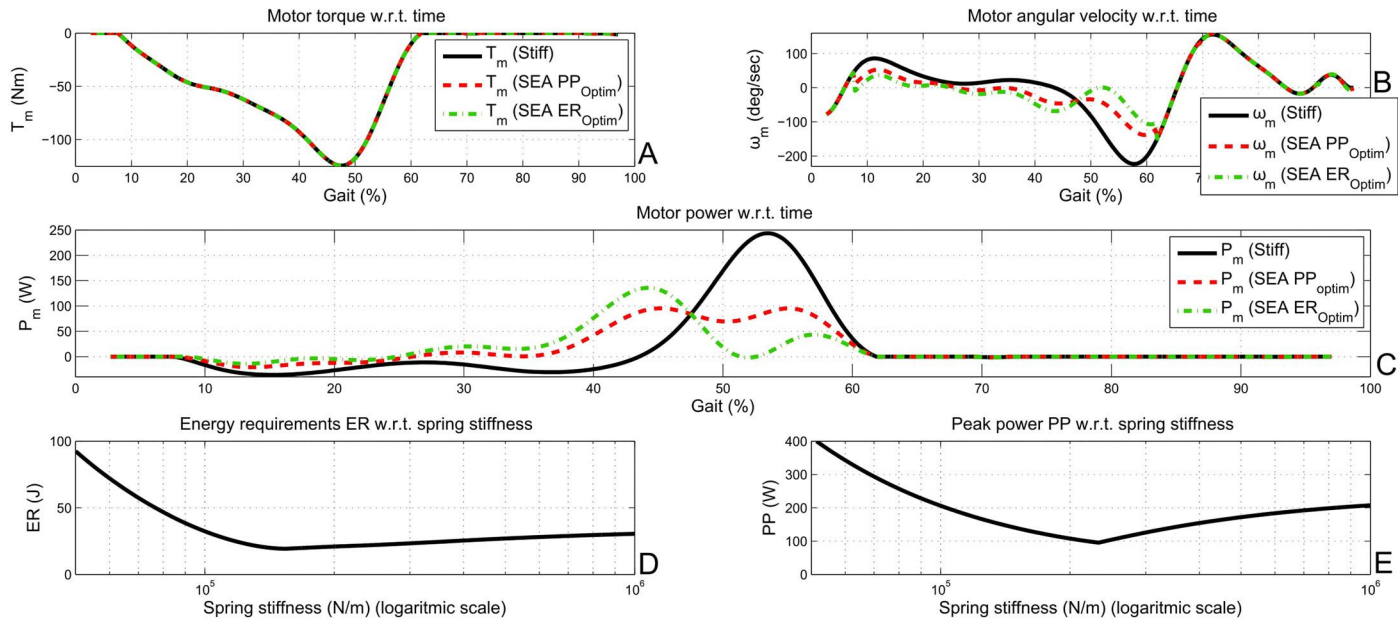 Motor torque w.r.t. time
T_m (Nm)
0
−50
−100
T_m (Stiff)
T_m (SEA PP_Optim)
T_m (SEA ER_Optim)
A
0 10 20 30 40 50 60 70 80 90 100
Gait (%)
Motor angular velocity w.r.t. time
ω_m (deg/sec)
100
0
−100
−200
B
ω_m (Stiff)
ω_m (SEA PP_Optim)
ω_m (SEA ER_Optim)
0 10 20 30 40 50 60
Gait (%)
Motor power w.r.t. time
P_m (W)
250
200
150
100
50
0
P_m (Stiff)
P_m (SEA PP_optim)
P_m (SEA ER_Optim)
C
0 10 20 30 40 50 60 70 80 90 100
Gait (%)
Energy requirements ER w.r.t. spring stiffness
ER (J)
100
50
0
D
10^5 10^6
Spring stiffness (N/m) (logaritmic scale)
Peak power PP w.r.t. spring stiffness
PP (W)
400
300
200
100
0
E
10^5 10^6
Spring stiffness (N/m) (logaritmic scale)